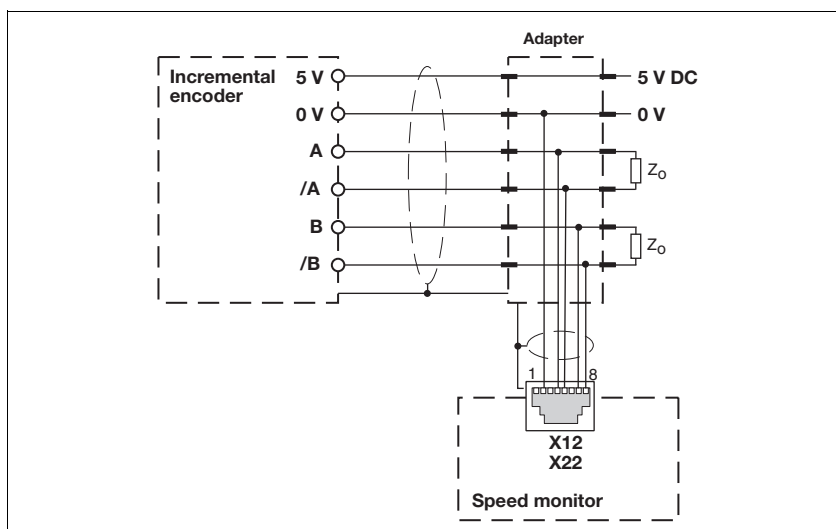 Adapter
Incremental
encoder
5 V
5 V DC
0 V
0 V
A
Zo
/A
B
Zo
/B
1
8
X12
X22
Speed monitor